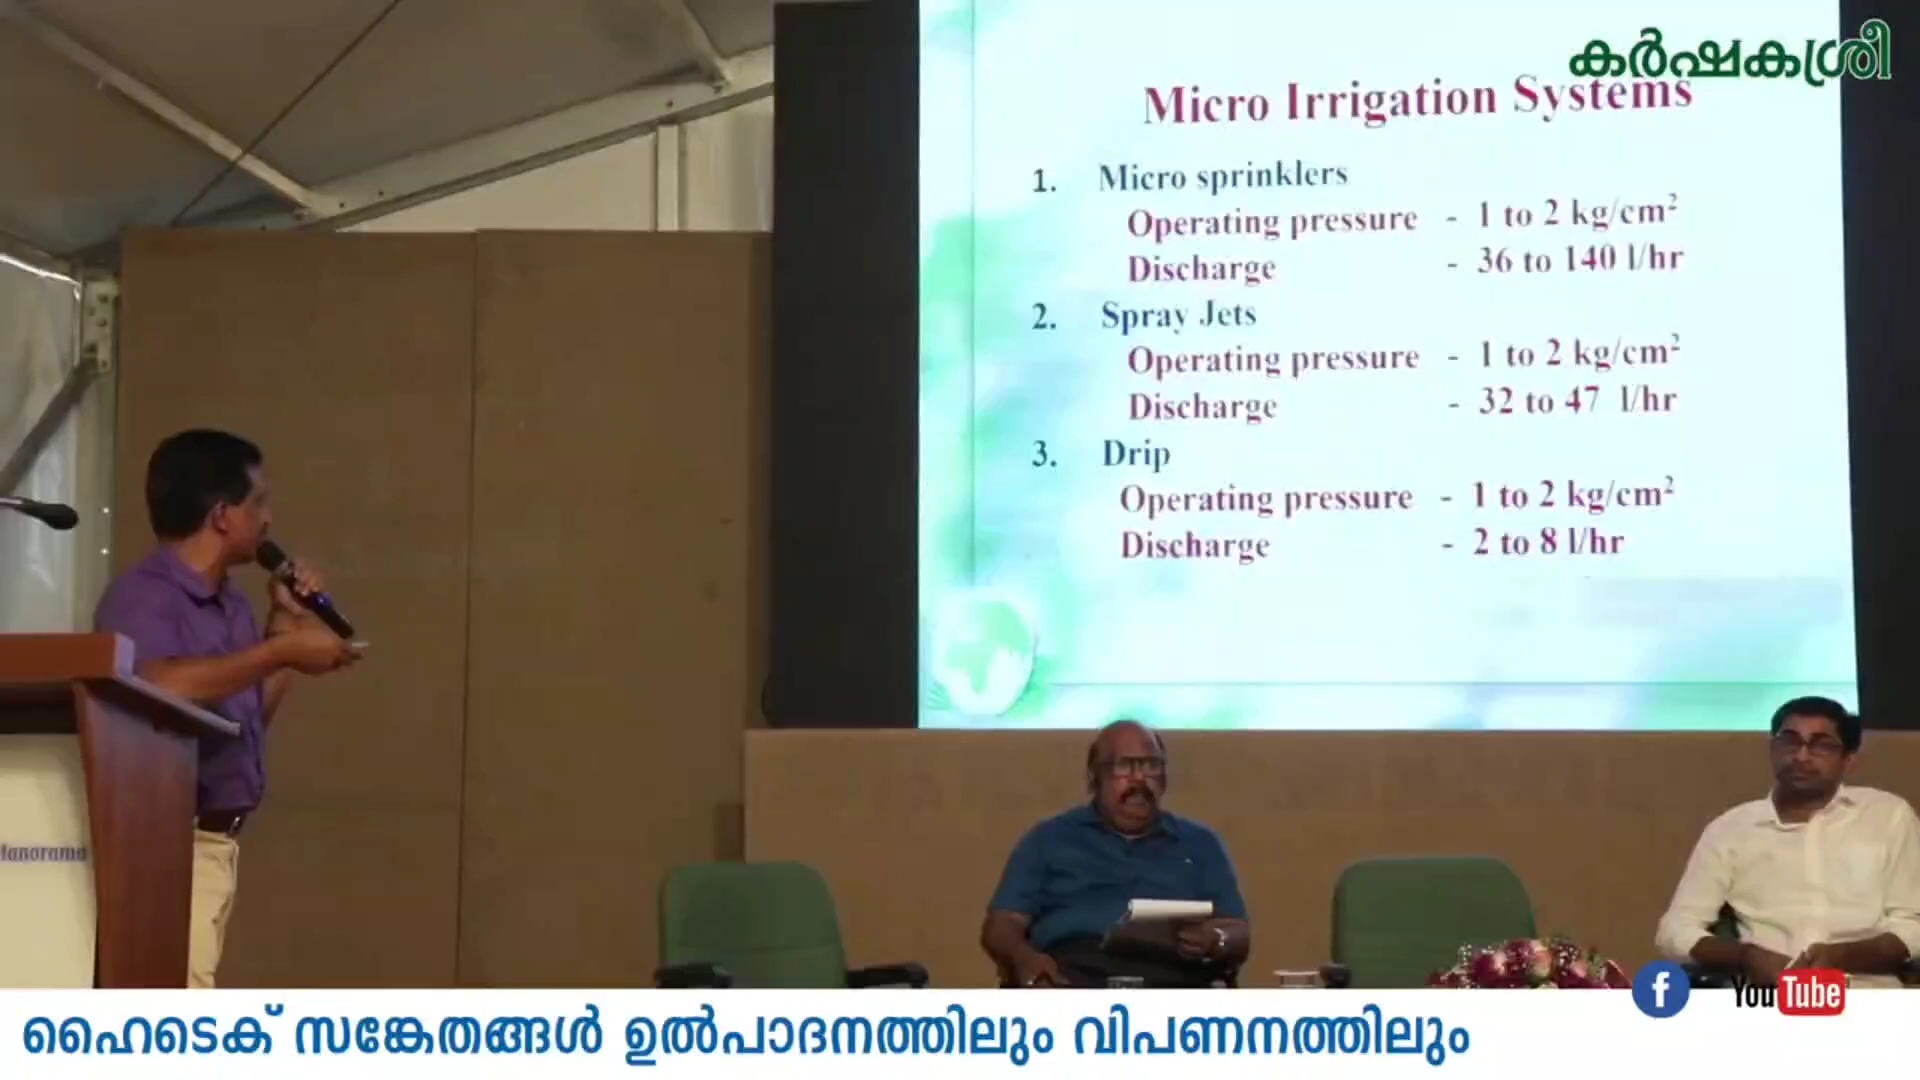 കർഷകശ്രീ
Micro Irrigation Systems
1. Micro sprinklers
Operating pressure - 1 to 2 kg/cm²
Discharge - 36 to 140 l/hr
2. Spray Jets
Operating pressure - 1 to 2 kg/cm²
Discharge - 32 to 47 l/hr
3. Drip
Operating pressure - 1 to 2 kg/cm²
Discharge - 2 to 8 l/hr
lanorama
f YouTube
ഹൈടെക് സങ്കേതങ്ങൾ ഉൽപാദനത്തിലും വിപണനത്തിലും